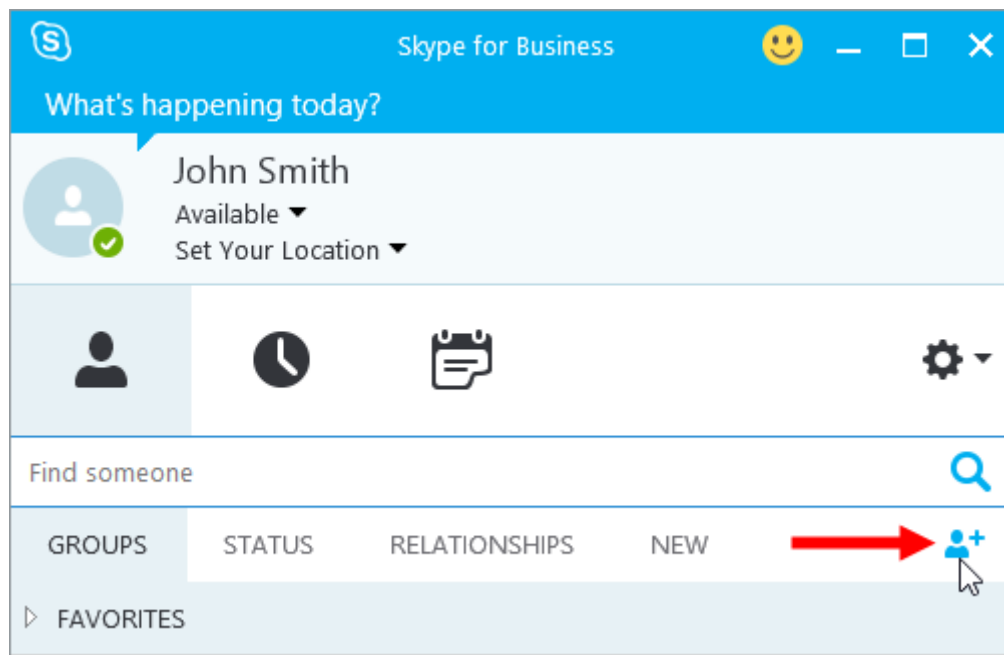 Skype for Business
What's happening today?
John Smith
Available
Set Your Location
Find someone
GROUPS STATUS RELATIONSHIPS NEW
FAVORITES